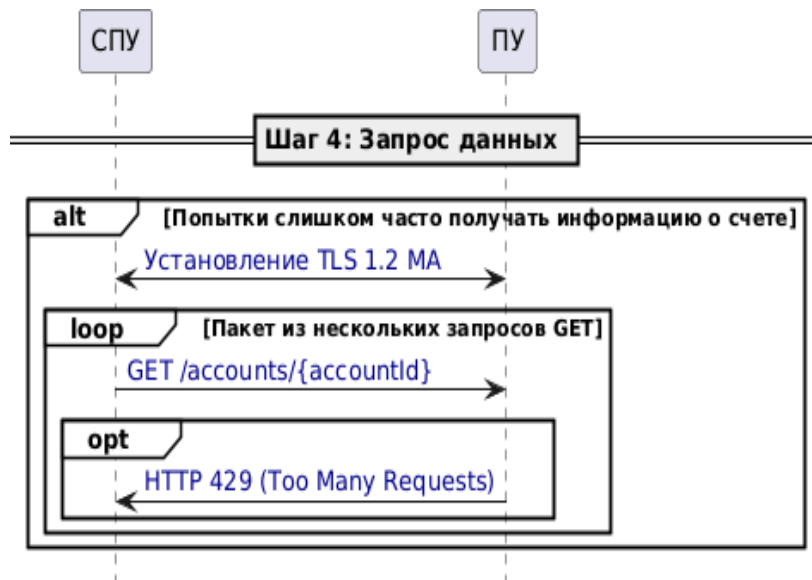 СПУ ПУ
Шаг 4: Запрос данных
alt [Попытки слишком часто получать информацию о счете]
Установление TLS 1.2 MA
loop [Пакет из нескольких запросов GET]
GET /accounts/{accountId}
opt
HTTP 429 (Too Many Requests)